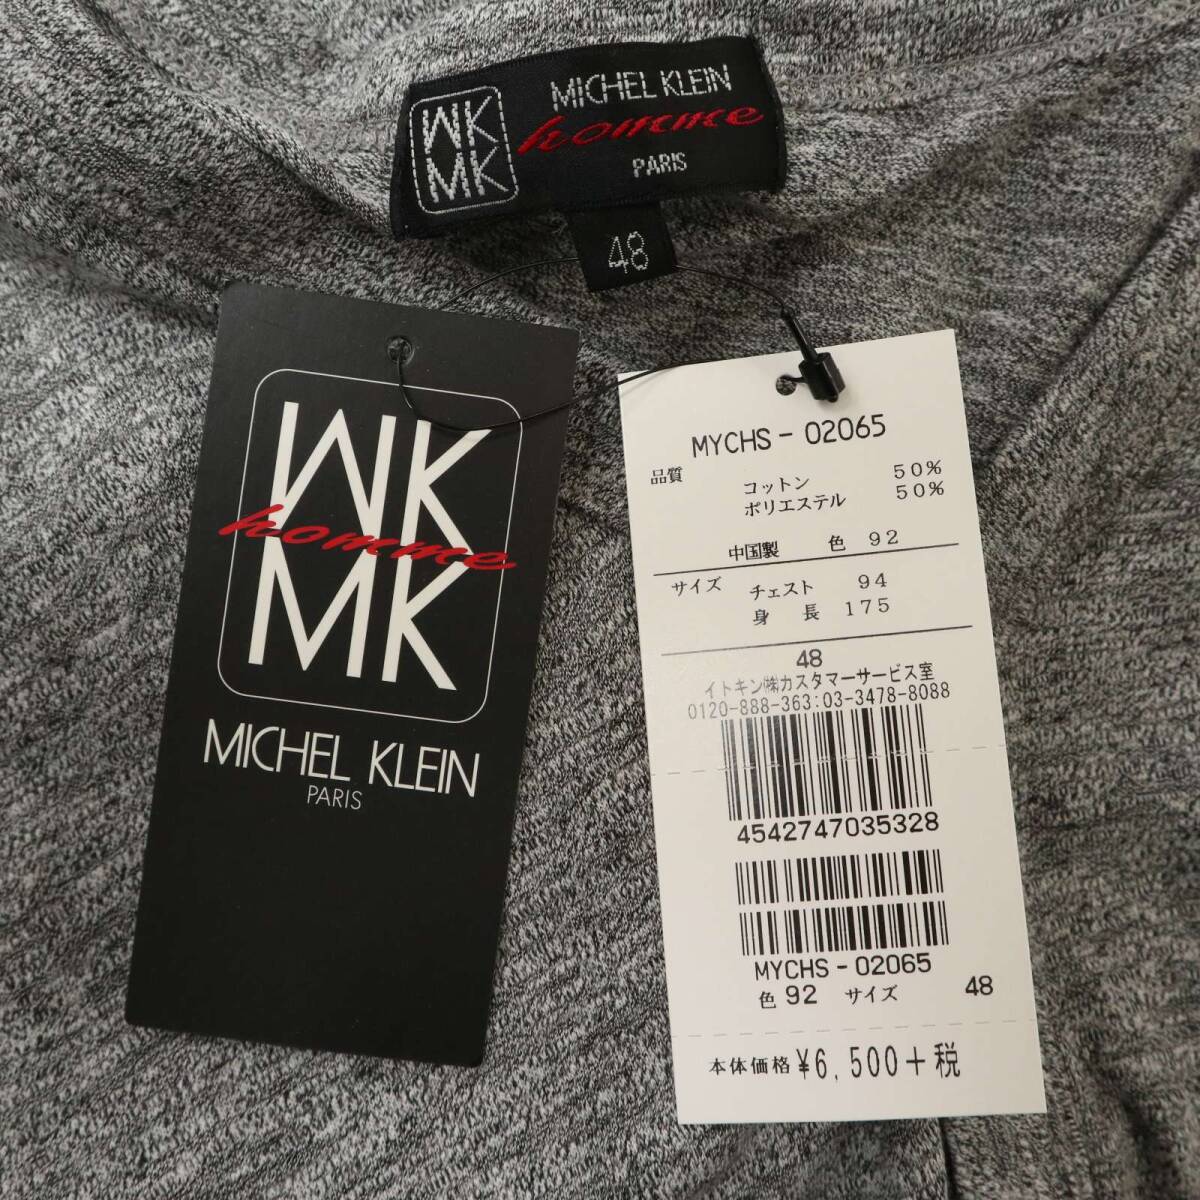 MK
MICHEL KLEIN
homme
MK
PARIS
48
MK
homme
MK
MICHEL KLEIN
PARIS
MYCHS-02065
品質
コットン 50%
ポリエステル 50%
中国製 色 92
サイズ チェスト 94
身長 175
48
イトキン㈱カスタマーサービス室
0120-888-363:03-3478-8088
4542747035328
MYCHS-02065
色92 サイズ 48
本体価格¥6,500+税